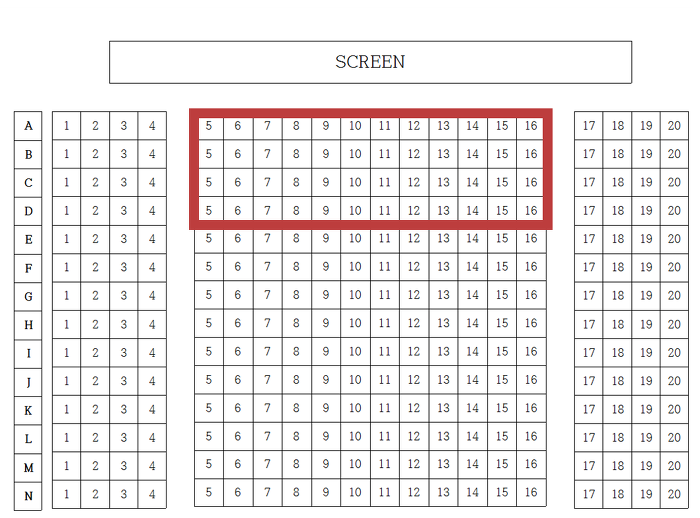 SCREEN
A 1 2 3 4 5 6 7 8 9 10 11 12 13 14 15 16 17 18 19 20
B 1 2 3 4 5 6 7 8 9 10 11 12 13 14 15 16 17 18 19 20
C 1 2 3 4 5 6 7 8 9 10 11 12 13 14 15 16 17 18 19 20
D 1 2 3 4 5 6 7 8 9 10 11 12 13 14 15 16 17 18 19 20
E 1 2 3 4 5 6 7 8 9 10 11 12 13 14 15 16 17 18 19 20
F 1 2 3 4 5 6 7 8 9 10 11 12 13 14 15 16 17 18 19 20
G 1 2 3 4 5 6 7 8 9 10 11 12 13 14 15 16 17 18 19 20
H 1 2 3 4 5 6 7 8 9 10 11 12 13 14 15 16 17 18 19 20
I 1 2 3 4 5 6 7 8 9 10 11 12 13 14 15 16 17 18 19 20
J 1 2 3 4 5 6 7 8 9 10 11 12 13 14 15 16 17 18 19 20
K 1 2 3 4 5 6 7 8 9 10 11 12 13 14 15 16 17 18 19 20
L 1 2 3 4 5 6 7 8 9 10 11 12 13 14 15 16 17 18 19 20
M 1 2 3 4 5 6 7 8 9 10 11 12 13 14 15 16 17 18 19 20
N 1 2 3 4 5 6 7 8 9 10 11 12 13 14 15 16 17 18 19 20